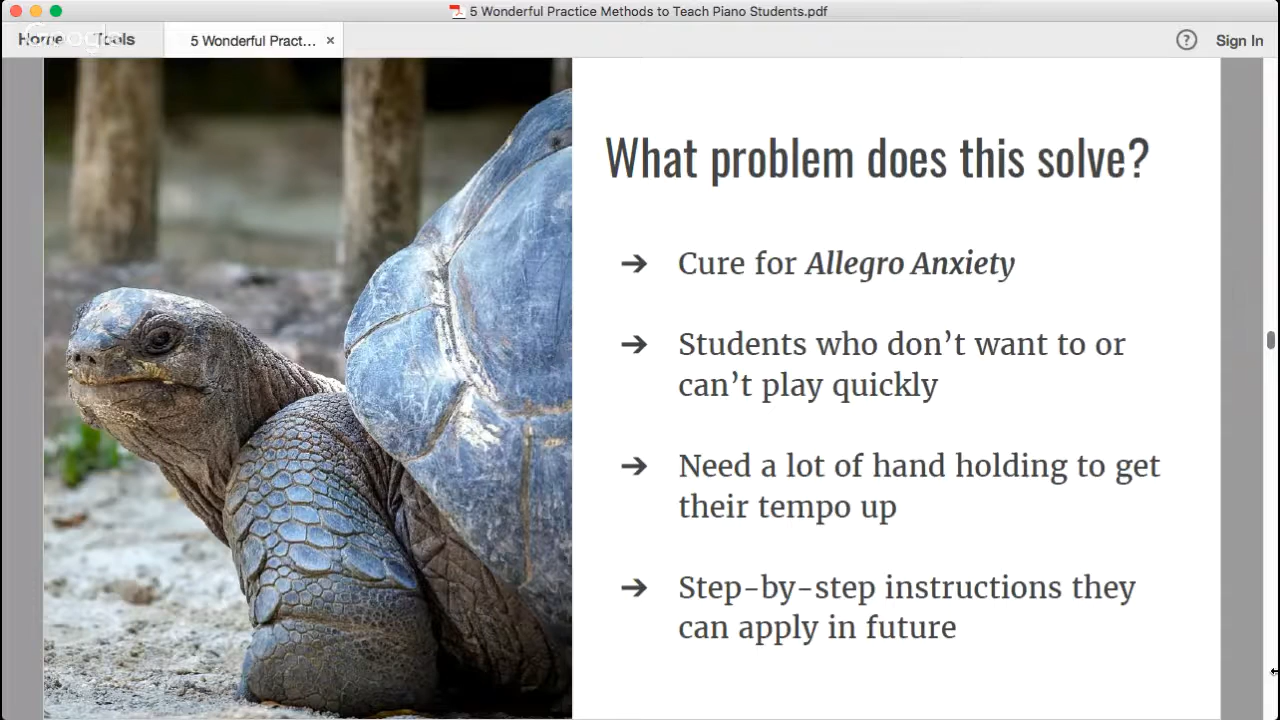 5 Wonderful Practice Methods to Teach Piano Students.pdf
Home Tools 5 Wonderful Pract... × ? Sign In
Google
What problem does this solve?
➔ Cure for Allegro Anxiety
➔ Students who don’t want to or
can’t play quickly
➔ Need a lot of hand holding to get
their tempo up
➔ Step-by-step instructions they
can apply in future